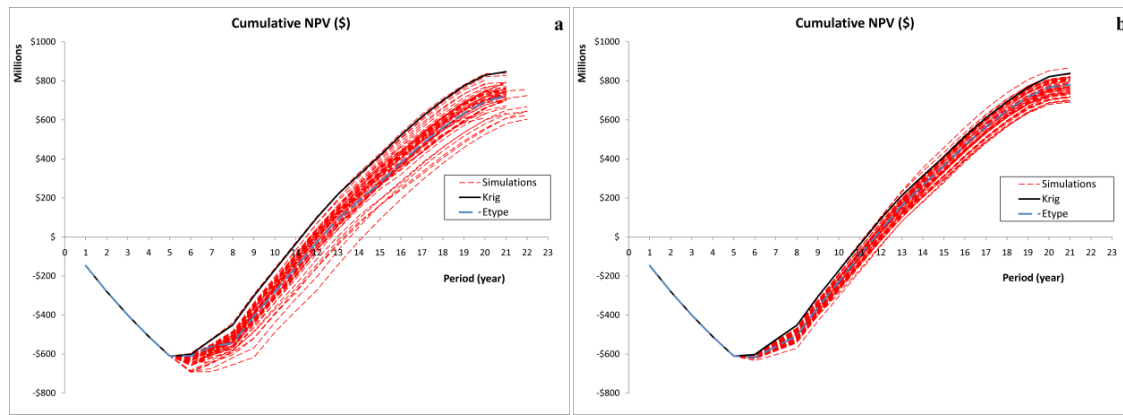 Cumulative NPV ($)
a
Millions
$1000
$800
$600
$400
$200
$
-$200
-$400
-$600
-$800
0 1 2 3 4 5 6 7 8 9 10 11 12 13 14 15 16 17 18 19 20 21 22 23
Period (year)
Simulations
Krig
Etype
Cumulative NPV ($)
b
Millions
$1000
$800
$600
$400
$200
$
-$200
-$400
-$600
-$800
0 1 2 3 4 5 6 7 8 9 10 11 12 13 14 15 16 17 18 19 20 21 22 23
Period (year)
Simulations
Krig
Etype